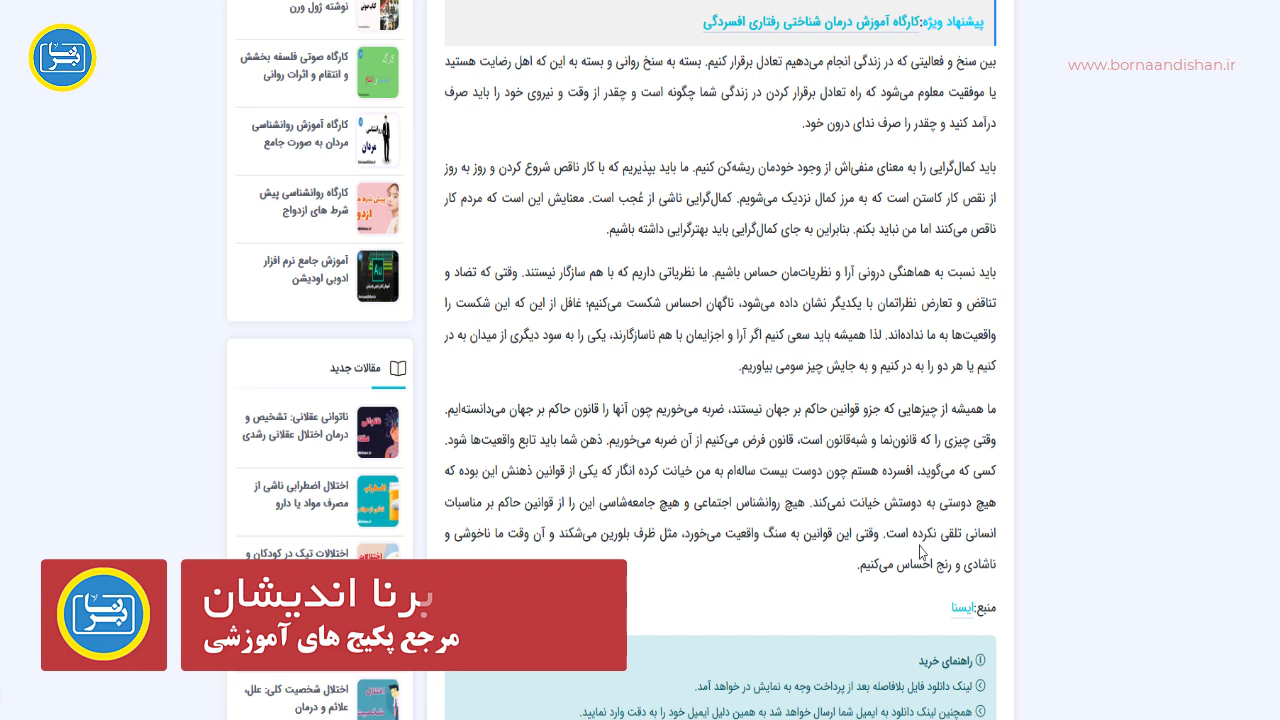 www.bornaandishan.ir
پیشنهاد ویژه:کارگاه آموزش درمان شناختی رفتاری افسردگی
بین سنخ و فعالیتی که در زندگی انجام می‌دهیم تعادل برقرار کنیم. بسته به سنخ روانی و بسته به این که اهل رضایت هستید
یا موفقیت معلوم می‌شود که راه تعادل برقرار کردن در زندگی شما چگونه است و چقدر از وقت و نیروی خود را باید صرف
درآمد کنید و چقدر را صرف ندای درون خود.
باید کمال‌گرایی را به معنای منفی‌اش از وجود خودمان ریشه‌کن کنیم. ما باید بپذیریم که با کار ناقص شروع کردن و روز به روز
از نقص کار کاستن است که به مرز کمال نزدیک می‌شویم. کمال‌گرایی ناشی از عُجب است. معنایش این است که مردم کار
ناقص می‌کنند اما من نباید بکنم. بنابراین به جای کمال‌گرایی باید بهترگرایی داشته باشیم.
باید نسبت به هماهنگی درونی آرا و نظریات‌مان حساس باشیم. ما نظریاتی داریم که با هم سازگار نیستند. وقتی که تضاد و
تناقض و تعارض نظراتمان با یکدیگر نشان داده می‌شود، ناگهان احساس شکست می‌کنیم؛ غافل از این که این شکست را
واقعیت‌ها به ما نداده‌اند. لذا همیشه باید سعی کنیم اگر آرا و اجزایمان با هم ناسازگارند، یکی را به سود دیگری از میدان به در
کنیم یا هر دو را به در کنیم و به جایش چیز سومی بیاوریم.
ما همیشه از چیزهایی که جزو قوانین حاکم بر جهان نیستند، ضربه می‌خوریم چون آنها را قانون حاکم بر جهان می‌دانسته‌ایم.
وقتی چیزی را که قانون‌نما و شبه‌قانون است، قانون فرض می‌کنیم از آن ضربه می‌خوریم. ذهن شما باید تابع واقعیت‌ها شود.
کسی که می‌گوید، افسرده هستم چون دوست بیست ساله‌ام به من خیانت کرده انگار که یکی از قوانین ذهنش این بوده که
هیچ دوستی به دوستش خیانت نمی‌کند. هیچ روانشناس اجتماعی و هیچ جامعه‌شاسی این را از قوانین حاکم بر مناسبات
انسانی تلقی نکرده است. وقتی این قوانین به سنگ واقعیت می‌خورد، مثل ظرف بلورین می‌شکند و آن وقت ما ناخوشی و
ناشادی و رنج احساس می‌کنیم.
منبع:ایسنا
راهنمای خرید
لینک دانلود فایل بلافاصله بعد از پرداخت وجه به نمایش در خواهد آمد.
همچنین لینک دانلود به ایمیل شما ارسال خواهد شد به همین دلیل ایمیل خود را به دقت وارد نمایید.
نوشته ژول ورن
کارگاه صوتی فلسفه بخشش
و انتقام و اثرات روانی
کارگاه آموزش روانشناسی
مردان به صورت جامع
کارگاه روانشناسی پیش
شرط های ازدواج
آموزش جامع نرم افزار
ادوبی اودیشن
مقالات جدید
ناتوانی عقلانی: تشخیص و
درمان اختلال عقلانی رشدی
اختلال اضطرابی ناشی از
مصرف مواد یا دارو
اختلالات تیک در کودکان و
اختلال شخصیت کلی: علل،
علائم و درمان
برنا
برنا
برنا اندیشان
مرجع پکیج های آموزشی